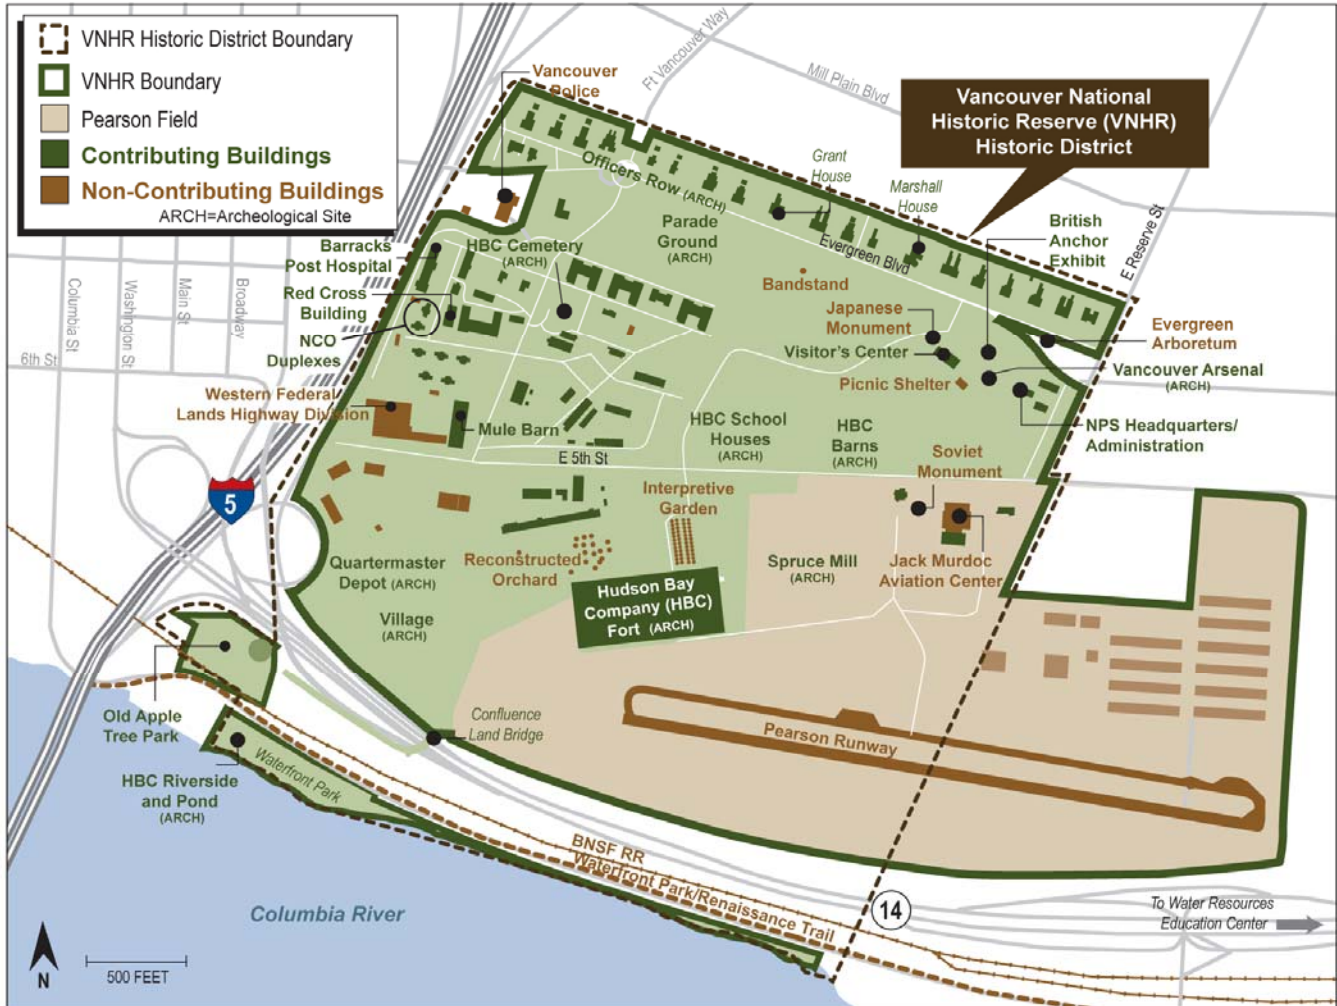 VNHR Historic District Boundary
VNHR Boundary
Pearson Field
Contributing Buildings
Non-Contributing Buildings
ARCH=Archeological Site
Vancouver
Police
Ft Vancouver Way
Mill Plain Blvd
Vancouver National
Historic Reserve (VNHR)
Historic District
Grant
House
Marshall
House
Officers Row (ARCH)
Parade
Ground
(ARCH)
Evergreen Blvd
British
Anchor
Exhibit
E Reserve St
Barracks
Post Hospital
HBC Cemetery
(ARCH)
Red Cross
Building
NCO
Duplexes
Bandstand
Japanese
Monument
Visitor's Center
Picnic Shelter
Evergreen
Arboretum
Vancouver Arsenal
(ARCH)
NPS Headquarters/
Administration
Columbia St
Washington St
Main St
Broadway
6th St
Western Federal
Lands Highway Division
Mule Barn
HBC School
Houses
(ARCH)
HBC
Barns
(ARCH)
E 5th St
Soviet
Monument
5
Interpretive
Garden
Quartermaster
Depot (ARCH)
Reconstructed
Orchard
Spruce Mill
(ARCH)
Jack Murdoc
Aviation Center
Hudson Bay
Company (HBC)
Fort (ARCH)
Village
(ARCH)
Old Apple
Tree Park
Confluence
Land Bridge
Pearson Runway
HBC Riverside
and Pond
(ARCH)
Waterfront Park
BNSF RR
Waterfront Park/Renaissance Trail
Columbia River
14
To Water Resources
Education Center
N
500 FEET